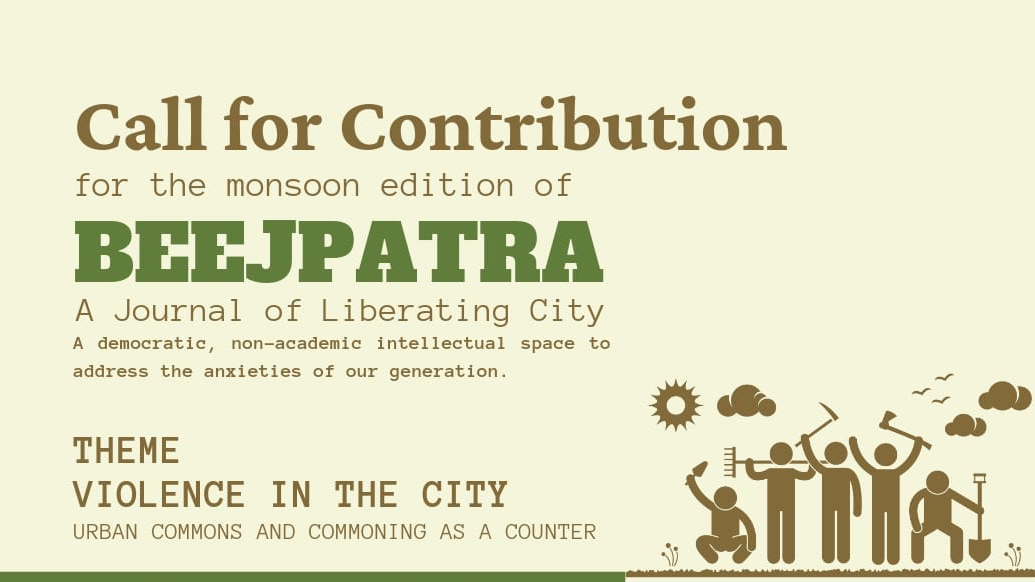 Call for Contribution
for the monsoon edition of
BEEJPATRA
A Journal of Liberating City
A democratic, non-academic intellectual space to
address the anxieties of our generation.
THEME
VIOLENCE IN THE CITY
URBAN COMMONS AND COMMONING AS A COUNTER